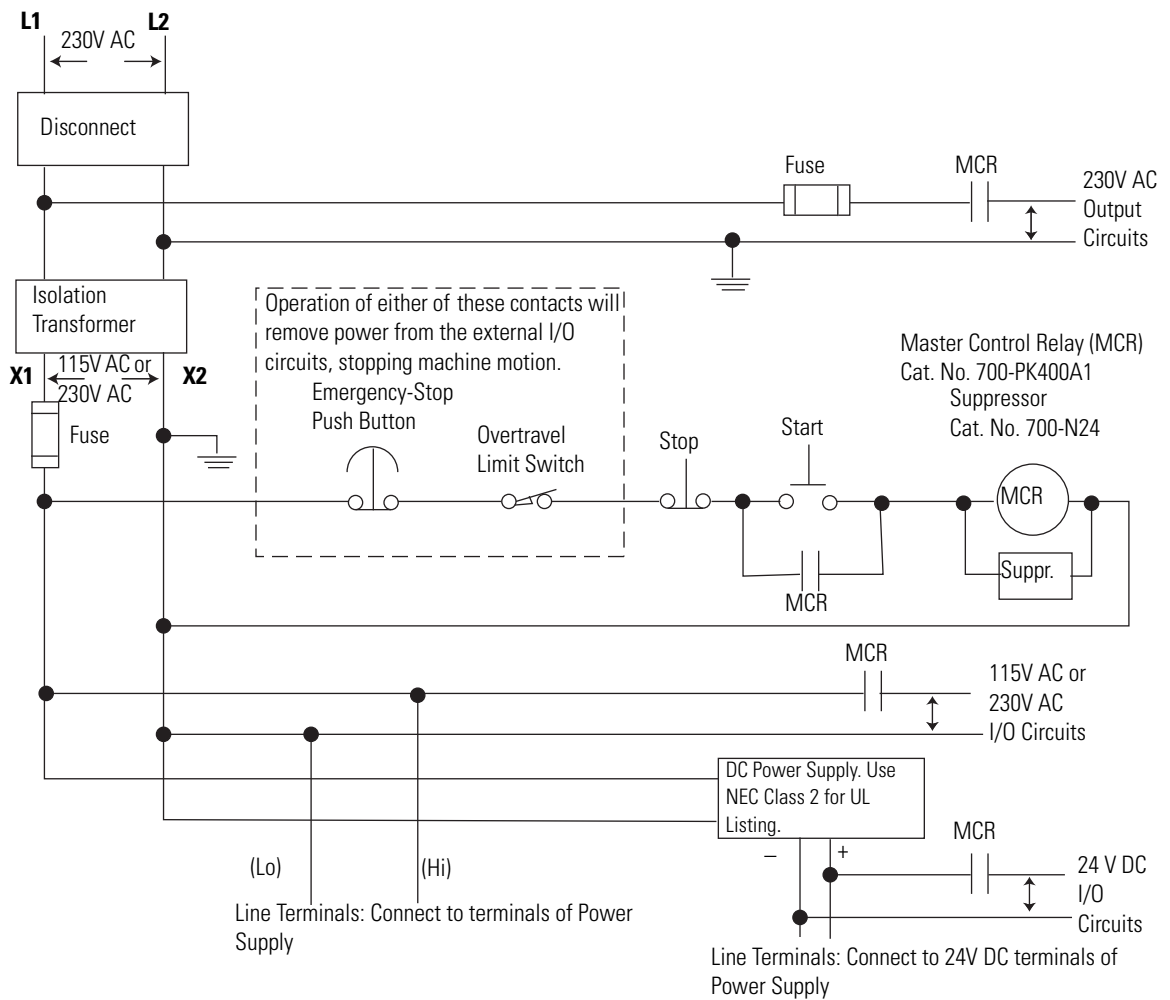 L1
L2
230V AC
Disconnect
Fuse
MCR
230V AC
Output
Circuits
Isolation
Transformer
Operation of either of these contacts will
remove power from the external I/O
circuits, stopping machine motion.
Emergency-Stop
Push Button
Overtravel
Limit Switch
X1
115V AC or
230V AC
X2
Fuse
Stop
Start
Master Control Relay (MCR)
Cat. No. 700-PK400A1
Suppressor
Cat. No. 700-N24
MCR
Suppr.
MCR
MCR
115V AC or
230V AC
I/O Circuits
DC Power Supply. Use
NEC Class 2 for UL
Listing.
_
+
MCR
24 V DC
I/O
Circuits
(Lo)
(Hi)
Line Terminals: Connect to terminals of Power
Supply
Line Terminals: Connect to 24V DC terminals of
Power Supply